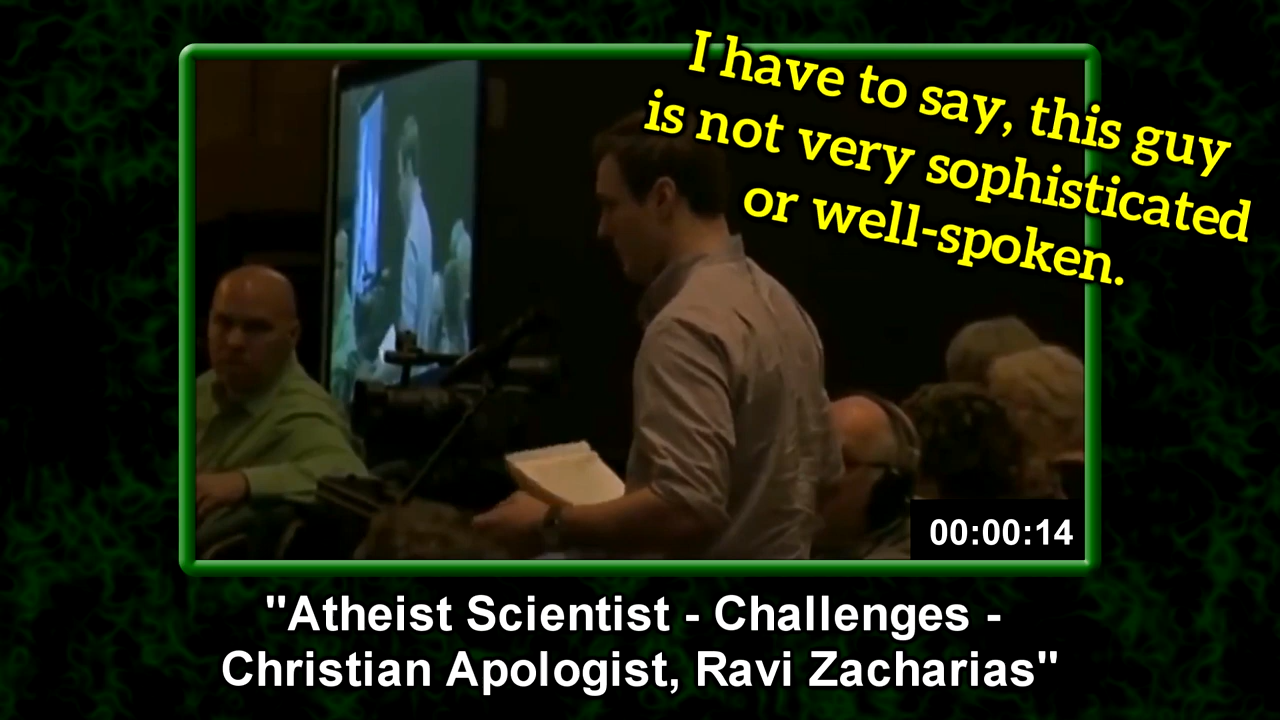 I have to say, this guy
is not very sophisticated
or well-spoken.
00:00:14
"Atheist Scientist - Challenges -
Christian Apologist, Ravi Zacharias"